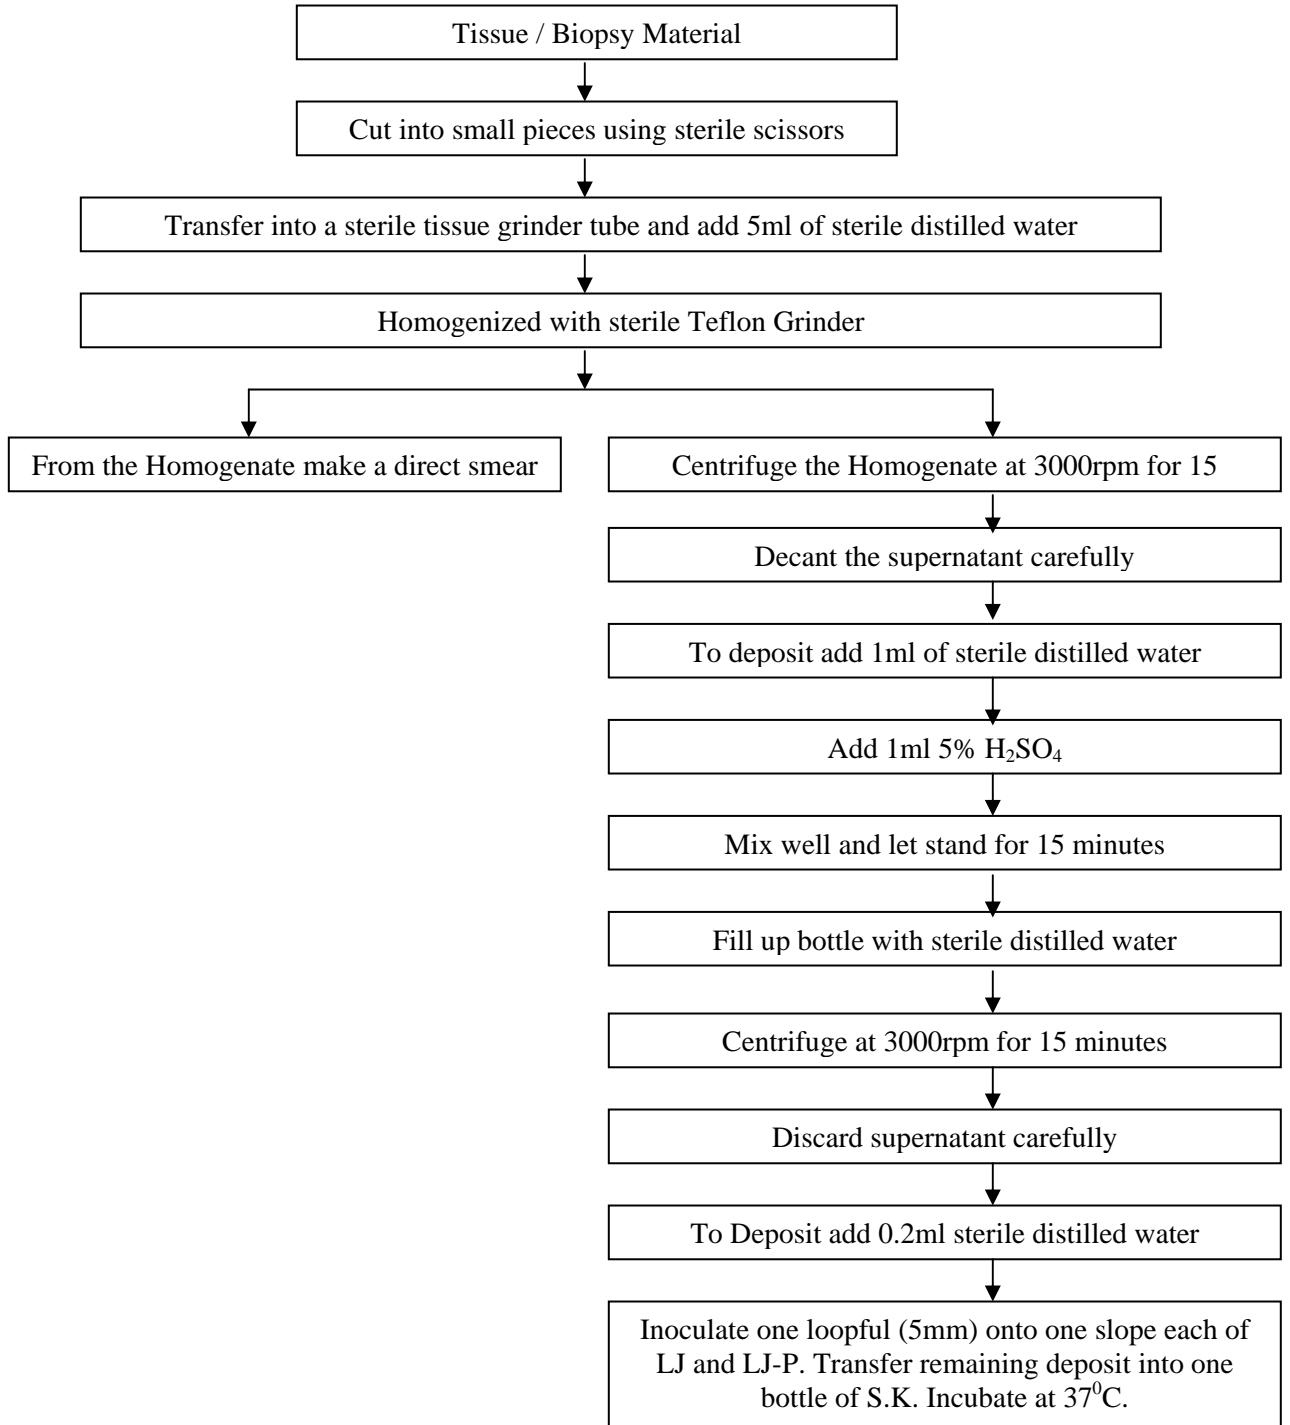 Tissue / Biopsy Material
Cut into small pieces using sterile scissors
Transfer into a sterile tissue grinder tube and add 5ml of sterile distilled water
Homogenized with sterile Teflon Grinder
From the Homogenate make a direct smear
Centrifuge the Homogenate at 3000rpm for 15
Decant the supernatant carefully
To deposit add 1ml of sterile distilled water
Add 1ml 5% H₂SO₄
Mix well and let stand for 15 minutes
Fill up bottle with sterile distilled water
Centrifuge at 3000rpm for 15 minutes
Discard supernatant carefully
To Deposit add 0.2ml sterile distilled water
Inoculate one loopful (5mm) onto one slope each of
LJ and LJ-P. Transfer remaining deposit into one
bottle of S.K. Incubate at 37⁰C.